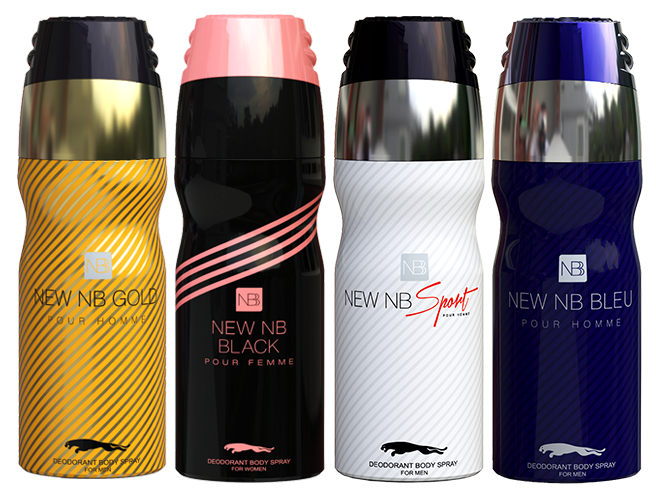 NB
NEW NB GOLD
POUR HOMME
DEODORANT BODY SPRAY
FOR MEN
NB
NEW NB
BLACK
POUR FEMME
DEODORANT BODY SPRAY
FOR WOMEN
NB
NEW NB Sport
POUR HOMME
DEODORANT BODY SPRAY
FOR MEN
NB
NEW NB BLEU
POUR HOMME
DEODORANT BODY SPRAY
FOR MEN